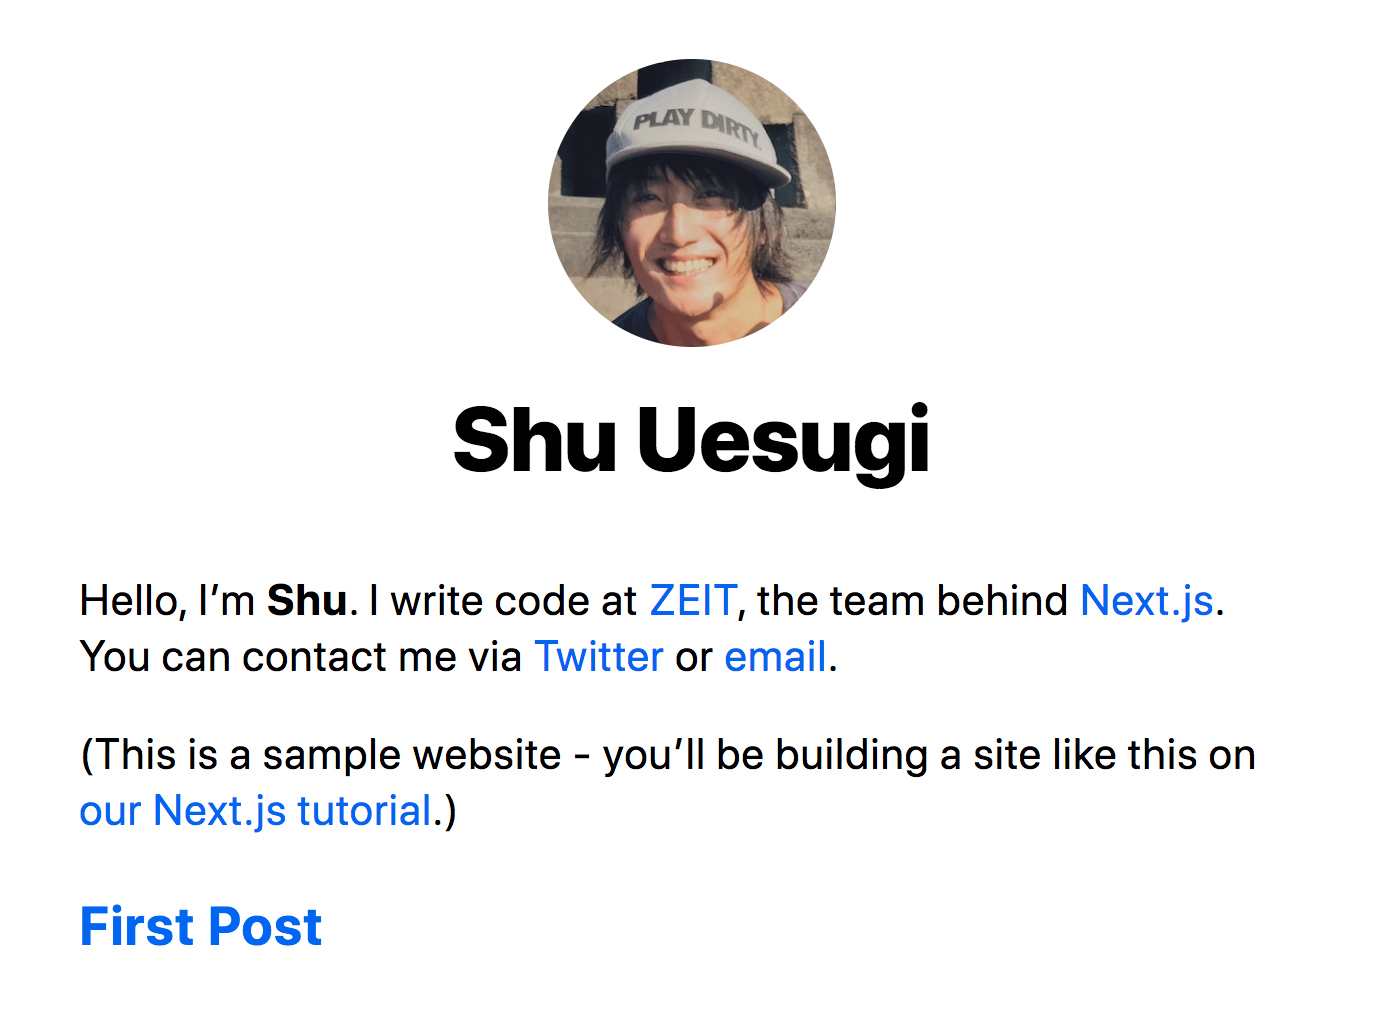 PLAY DIRTY.
Shu Uesugi
Hello, I’m Shu. I write code at ZEIT, the team behind Next.js.
You can contact me via Twitter or email.
(This is a sample website - you’ll be building a site like this on
our Next.js tutorial.)
First Post